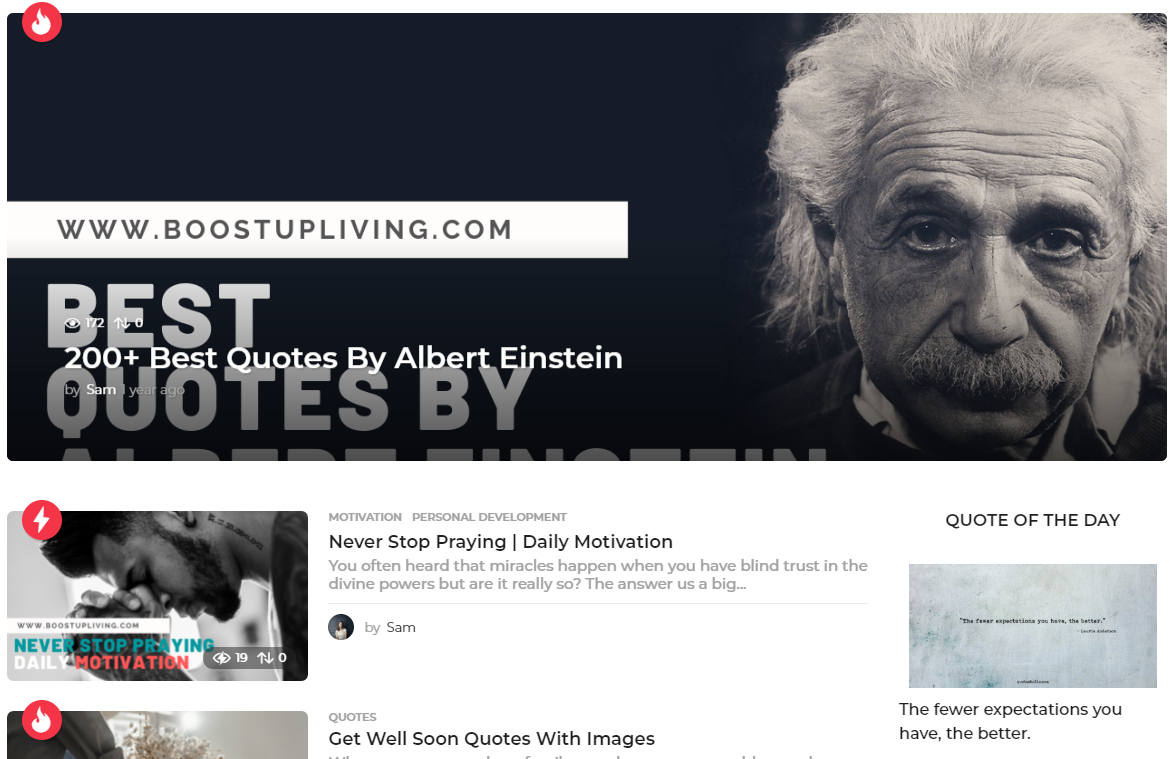 WWW.BOOSTUPLIVING.COM
BEST
172 0
200+ Best Quotes By Albert Einstein
by Sam 1 year ago
QUOTES BY
ALBERT EINSTEIN
WWW.BOOSTUPLIVING.COM
NEVER STOP PRAYING
DAILY MOTIVATION
19 0
MOTIVATION PERSONAL DEVELOPMENT
Never Stop Praying | Daily Motivation
You often heard that miracles happen when you have blind trust in the
divine powers but are it really so? The answer us a big...
by Sam
QUOTES
Get Well Soon Quotes With Images
QUOTE OF THE DAY
"The fewer expectations you have, the better."
- Laurie Anderson
The fewer expectations you
have, the better.